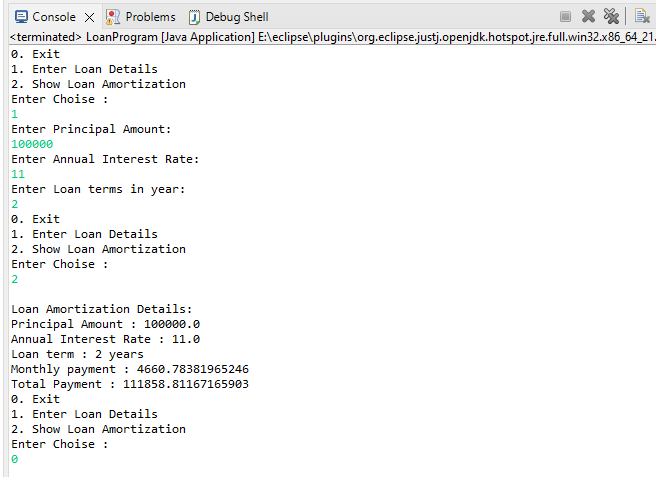 Console Problems Debug Shell
<terminated> LoanProgram [Java Application] E:\eclipse\plugins\org.eclipse.justj.openjdk.hotspot.jre.full.win32.x86_64_21.
0. Exit
1. Enter Loan Details
2. Show Loan Amortization
Enter Choise :
1
Enter Principal Amount:
100000
Enter Annual Interest Rate:
11
Enter Loan terms in year:
2
0. Exit
1. Enter Loan Details
2. Show Loan Amortization
Enter Choise :
2
Loan Amortization Details:
Principal Amount : 100000.0
Annual Interest Rate : 11.0
Loan term : 2 years
Monthly payment : 4660.78381965246
Total Payment : 111858.81167165903
0. Exit
1. Enter Loan Details
2. Show Loan Amortization
Enter Choise :
0